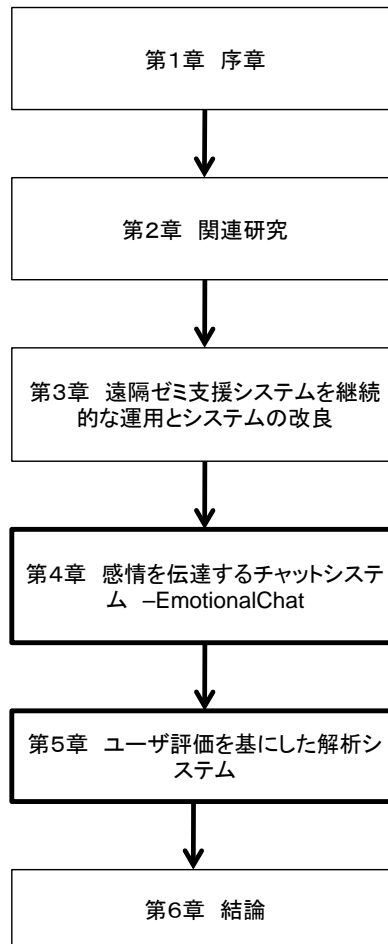 第1章 序章
第2章 関連研究
第3章 遠隔ゼミ支援システムを継続
的な運用とシステムの改良
第4章 感情を伝達するチャットシステ
ム –EmotionalChat
第5章 ユーザ評価を基にした解析シ
ステム
第6章 結論